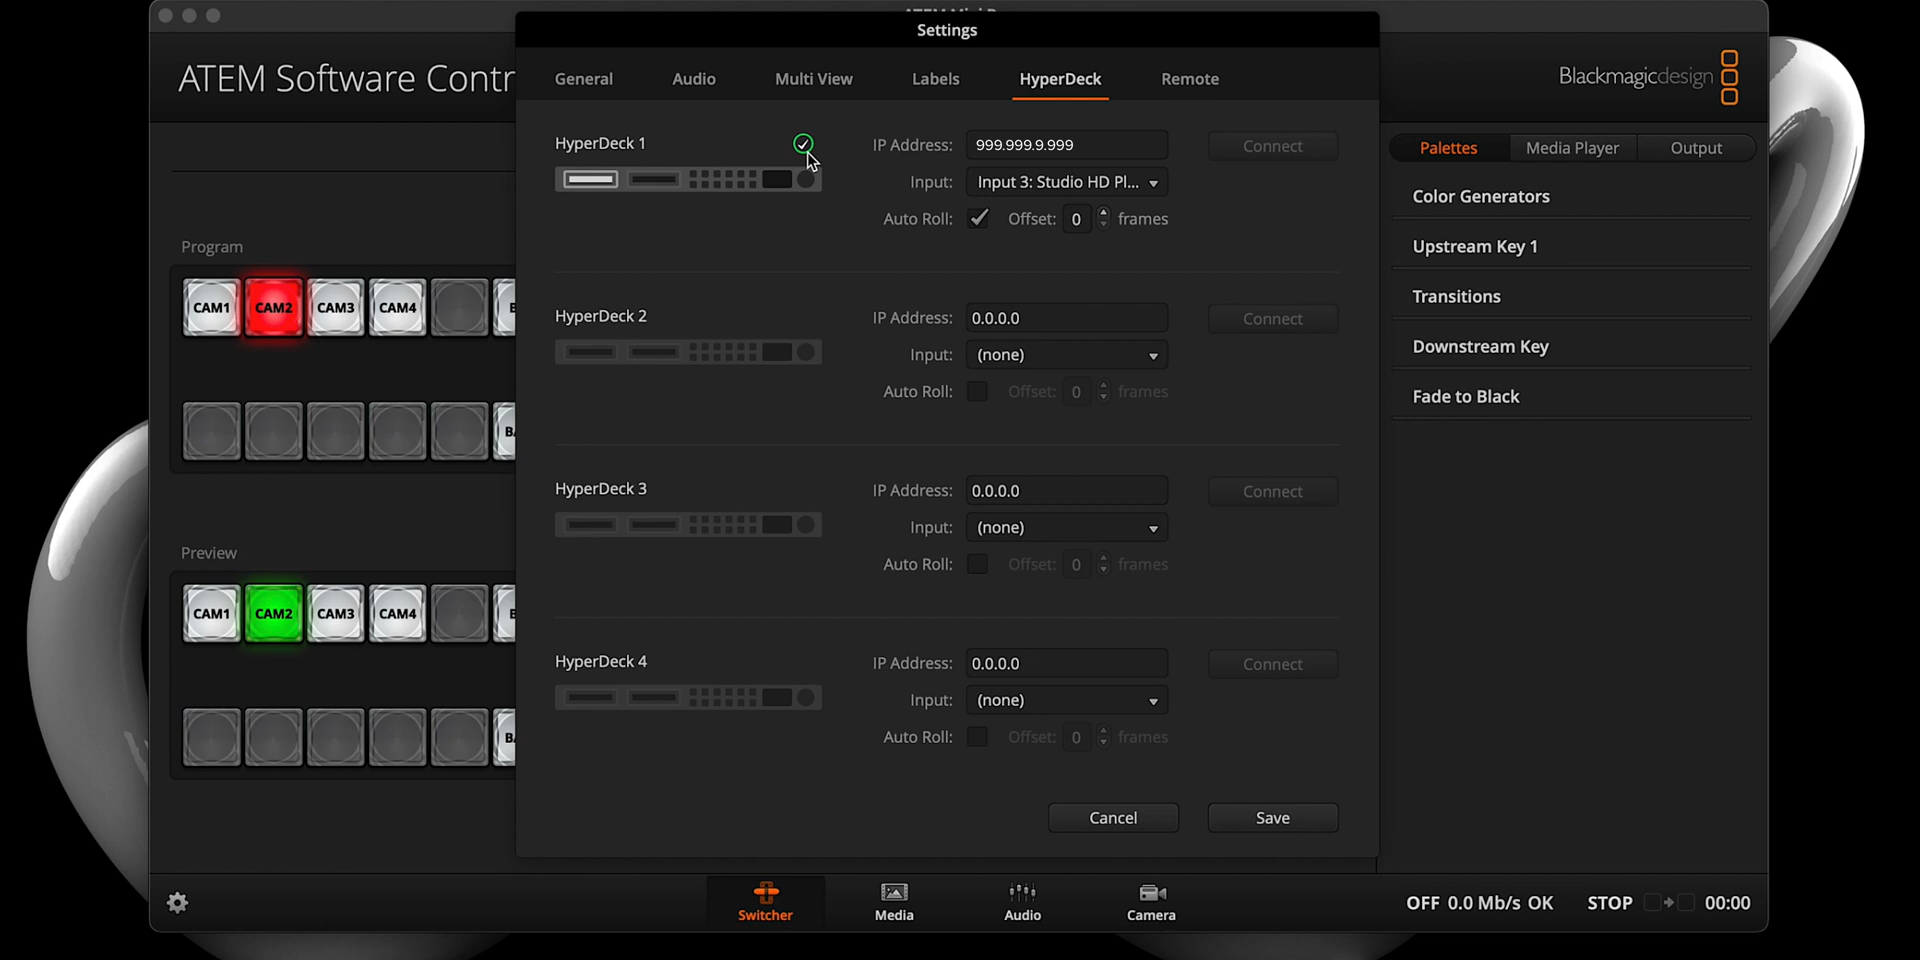 Settings
ATEM Software Contr
Blackmagicdesign
General Audio Multi View Labels HyperDeck Remote
HyperDeck 1
IP Address: 999.999.9.999 Connect
Input: Input 3: Studio HD Pl...
Auto Roll: Offset: 0 frames
HyperDeck 2
IP Address: 0.0.0.0 Connect
Input: (none)
Auto Roll: Offset: 0 frames
HyperDeck 3
IP Address: 0.0.0.0 Connect
Input: (none)
Auto Roll: Offset: 0 frames
HyperDeck 4
IP Address: 0.0.0.0 Connect
Input: (none)
Auto Roll: Offset: 0 frames
Cancel Save
Program
CAM1 CAM2 CAM3 CAM4
Preview
CAM1 CAM2 CAM3 CAM4
Palettes Media Player Output
Color Generators
Upstream Key 1
Transitions
Downstream Key
Fade to Black
Switcher Media Audio Camera
OFF 0.0 Mb/s OK STOP 00:00